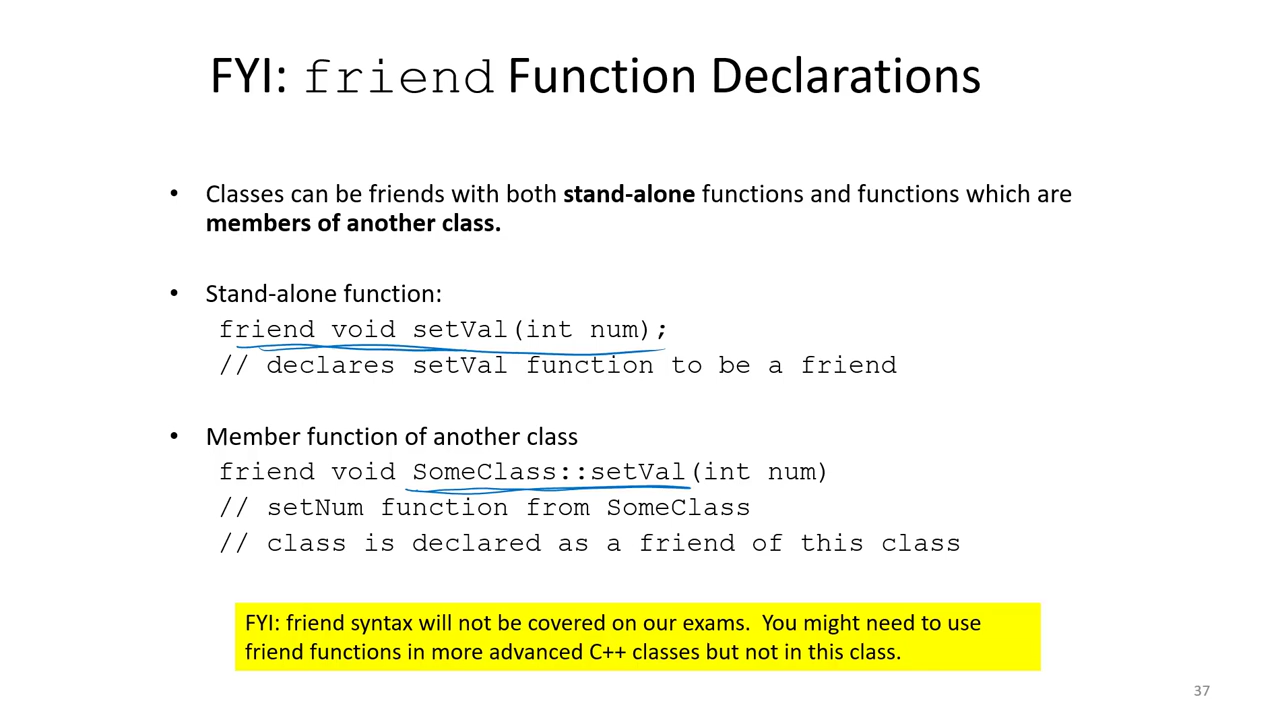 FYI: friend Function Declarations
• Classes can be friends with both stand-alone functions and functions which are
members of another class.
• Stand-alone function:
friend void setVal(int num);
// declares setVal function to be a friend
• Member function of another class
friend void SomeClass::setVal(int num)
// setNum function from SomeClass
// class is declared as a friend of this class
FYI: friend syntax will not be covered on our exams. You might need to use
friend functions in more advanced C++ classes but not in this class.
37